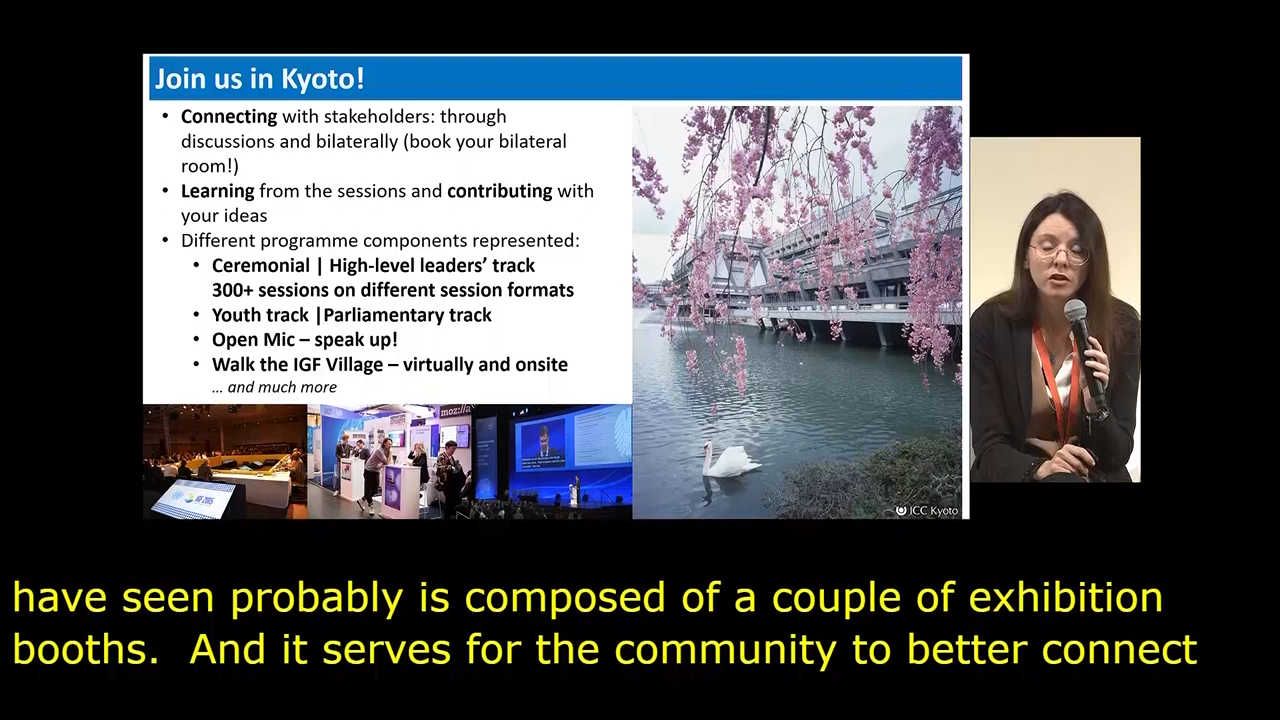 Join us in Kyoto!
• Connecting with stakeholders: through
discussions and bilaterally (book your bilateral
room!)
• Learning from the sessions and contributing with
your ideas
• Different programme components represented:
• Ceremonial | High-level leaders’ track
300+ sessions on different session formats
• Youth track |Parliamentary track
• Open Mic – speak up!
• Walk the IGF Village – virtually and onsite
… and much more
moz://a
IGF 2015
ICC Kyoto
have seen probably is composed of a couple of exhibition
booths.  And it serves for the community to better connect